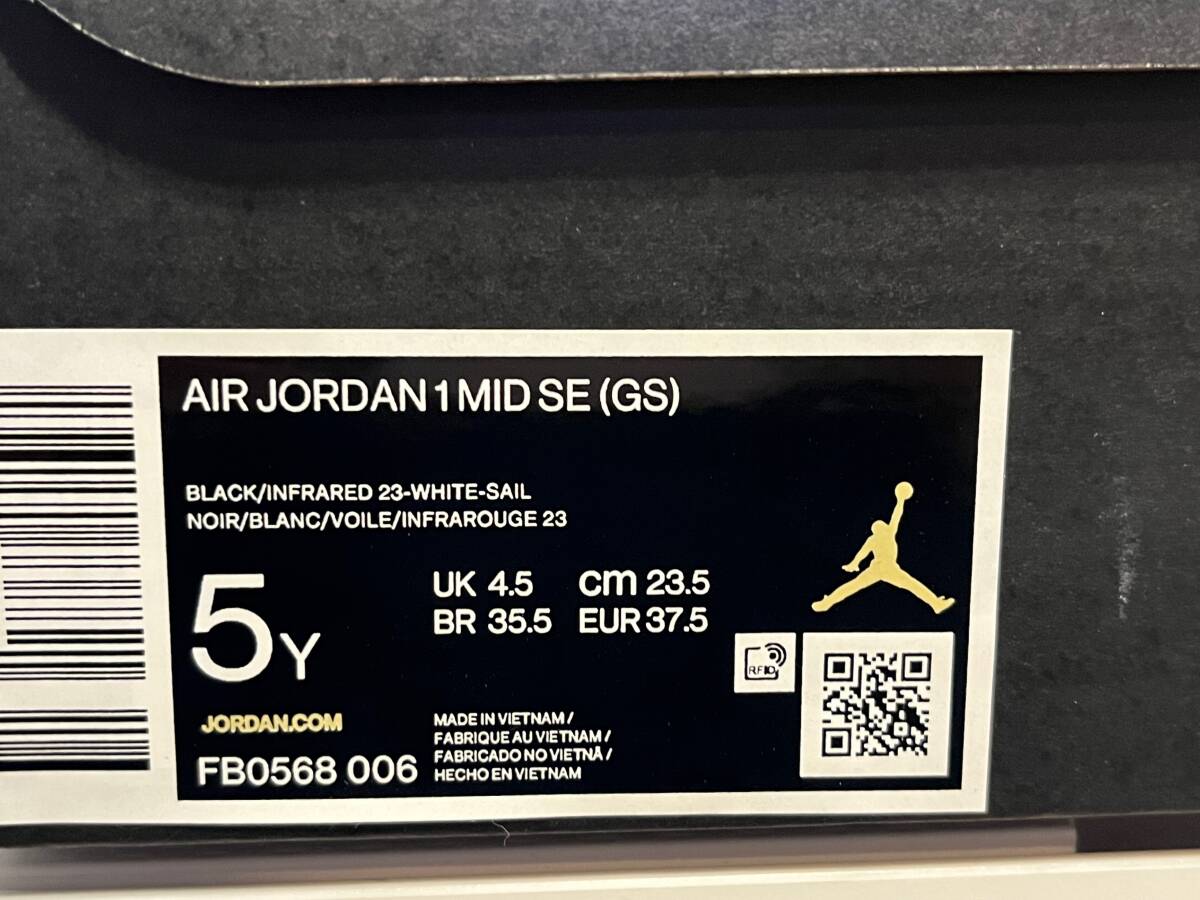 AIR JORDAN 1 MID SE (GS)
BLACK/INFRARED 23-WHITE-SAIL
NOIR/BLANC/VOILE/INFRAROUGE 23
5Y
UK 4.5 cm 23.5
BR 35.5 EUR 37.5
RFID
JORDAN.COM
FB0568 006
MADE IN VIETNAM /
FABRIQUE AU VIETNAM /
FABRICADO NO VIETNÃ /
HECHO EN VIETNAM